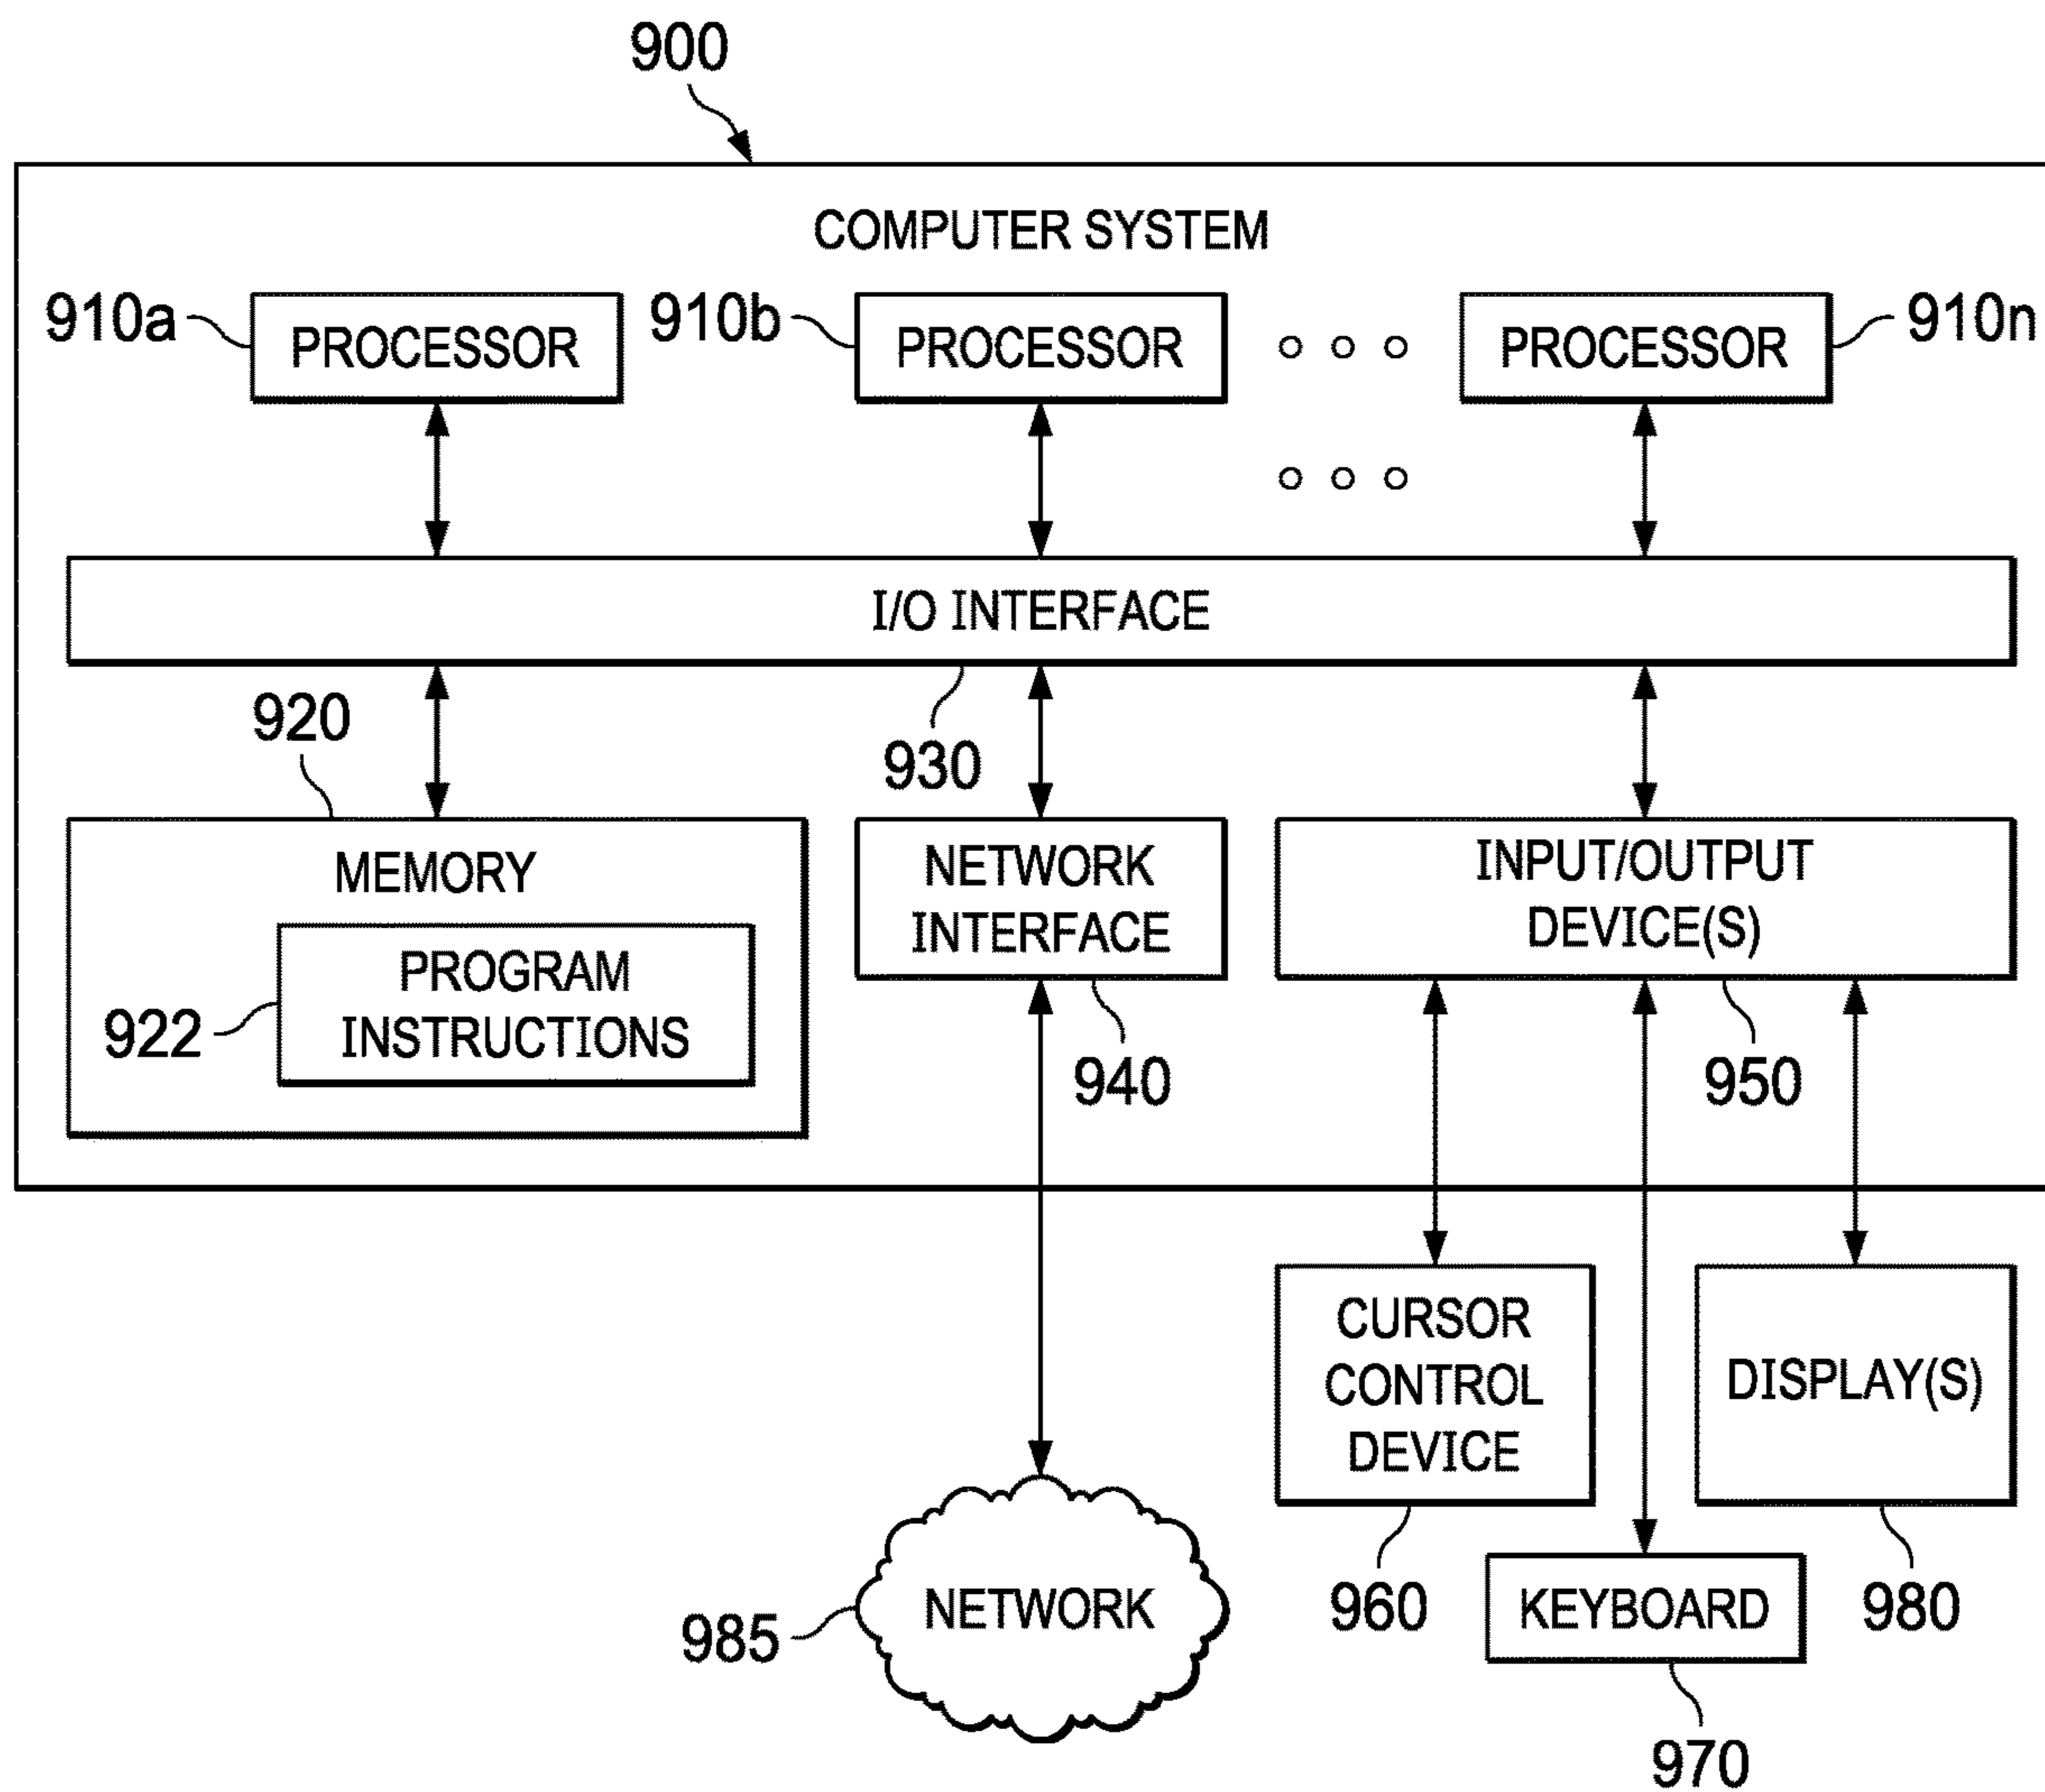 900
COMPUTER SYSTEM
910a
PROCESSOR
910b
PROCESSOR
PROCESSOR
910n
I/O INTERFACE
920
930
MEMORY
PROGRAM
INSTRUCTIONS
922
NETWORK
INTERFACE
940
INPUT/OUTPUT
DEVICE(S)
950
CURSOR
CONTROL
DEVICE
960
DISPLAY(S)
980
KEYBOARD
970
NETWORK
985